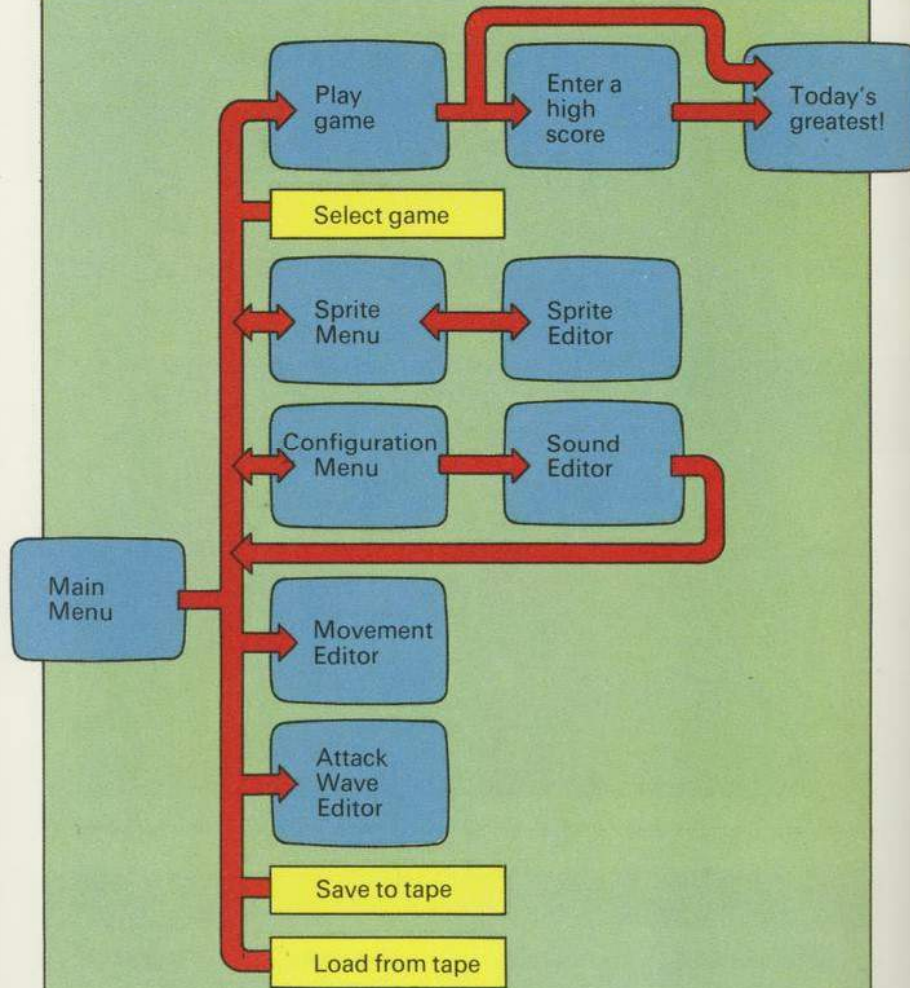 Play
game
Enter a
high
score
Today's
greatest!
Select game
Sprite
Menu
Sprite
Editor
Configuration
Menu
Sound
Editor
Main
Menu
Movement
Editor
Attack
Wave
Editor
Save to tape
Load from tape